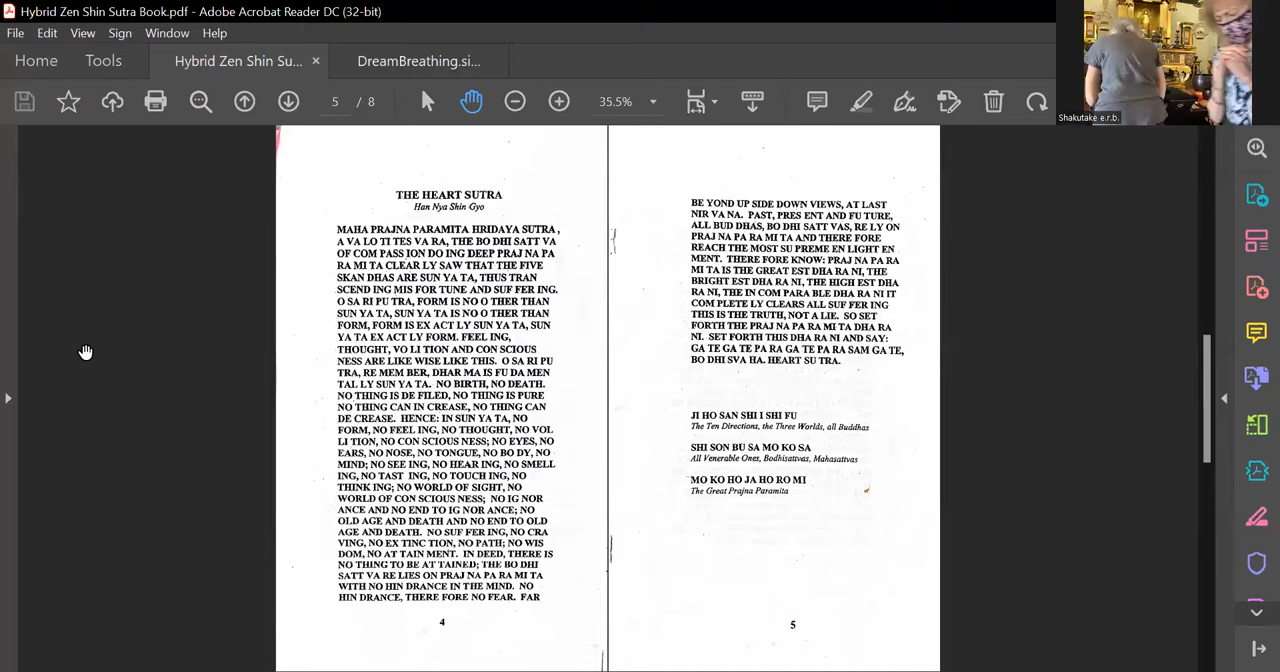 Hybrid Zen Shin Sutra Book.pdf - Adobe Acrobat Reader DC (32-bit)
File Edit View Sign Window Help
Home Tools Hybrid Zen Shin Su... × DreamBreathing.si...
5 / 8 35.5%
Shakutake e.r.b.
THE HEART SUTRA
Han Nya Shin Gyo
MAHA PRAJNA PARAMITA HRIDAYA SUTRA,
A VA LO TI TES VA RA, THE BO DHI SATT VA
OF COM PASS ION DO ING DEEP PRAJ NA PA
RA MI TA CLEAR LY SAW THAT THE FIVE
SKAN DHAS ARE SUN YA TA, THUS TRAN
SCEND ING MIS FOR TUNE AND SUF FER ING.
O SA RI PU TRA, FORM IS NO O THER THAN
SUN YA TA, SUN YA TA IS NO O THER THAN
FORM, FORM IS EX ACT LY SUN YA TA, SUN
YA TA EX ACT LY FORM. FEEL ING,
THOUGHT, VO LI TION AND CON SCIOUS
NESS ARE LIKE WISE LIKE THIS. O SA RI PU
TRA, RE MEM BER, DHAR MA IS FU DA MEN
TAL LY SUN YA TA. NO BIRTH, NO DEATH.
NO THING IS DE FILED, NO THING IS PURE
NO THING CAN IN CREASE, NO THING CAN
DE CREASE. HENCE: IN SUN YA TA, NO
FORM, NO FEEL ING, NO THOUGHT, NO VOL
LI TION, NO CON SCIOUS NESS; NO EYES, NO
EARS, NO NOSE, NO TONGUE, NO BO DY, NO
MIND; NO SEE ING, NO HEAR ING, NO SMELL
ING, NO TAST ING, NO TOUCH ING, NO
THINK ING; NO WORLD OF SIGHT, NO
WORLD OF CON SCIOUS NESS; NO IG NOR
ANCE AND NO END TO IG NOR ANCE; NO
OLD AGE AND DEATH AND NO END TO OLD
AGE AND DEATH. NO SUF FER ING, NO CRA
VING, NO EX TINC TION, NO PATH; NO WIS
DOM, NO AT TAIN MENT. IN DEED, THERE IS
NO THING TO BE AT TAINED; THE BO DHI
SATT VA RE LIES ON PRAJ NA PA RA MI TA
WITH NO HIN DRANCE IN THE MIND. NO
HIN DRANCE, THERE FORE NO FEAR. FAR
4
BE YOND UP SIDE DOWN VIEWS, AT LAST
NIR VA NA. PAST, PRES ENT AND FU TURE,
ALL BUD DHAS, BO DHI SATT VAS, RE LY ON
PRAJ NA PA RA MI TA AND THERE FORE
REACH THE MOST SU PREME EN LIGHT EN
MENT. THERE FORE KNOW: PRAJ NA PA RA
MI TA IS THE GREAT EST DHA RA NI, THE
BRIGHT EST DHA RA NI, THE HIGH EST DHA
RA NI, THE IN COM PARA BLE DHA RA NI IT
COM PLETE LY CLEARS ALL SUF FER ING
THIS IS THE TRUTH, NOT A LIE. SO SET
FORTH THE PRAJ NA PA RA MI TA DHA RA
NI. SET FORTH THIS DHA RA NI AND SAY:
GA TE GA TE PA RA GA TE PA RA SAM GA TE,
BO DHI SVA HA. HEART SU TRA.
JI HO SAN SHI I SHI FU
The Ten Directions, the Three Worlds, all Buddhas
SHI SON BU SA MO KO SA
All Venerable Ones, Bodhisattvas, Mahasattvas
MO KO HO JA HO RO MI
The Great Prajna Paramita
5